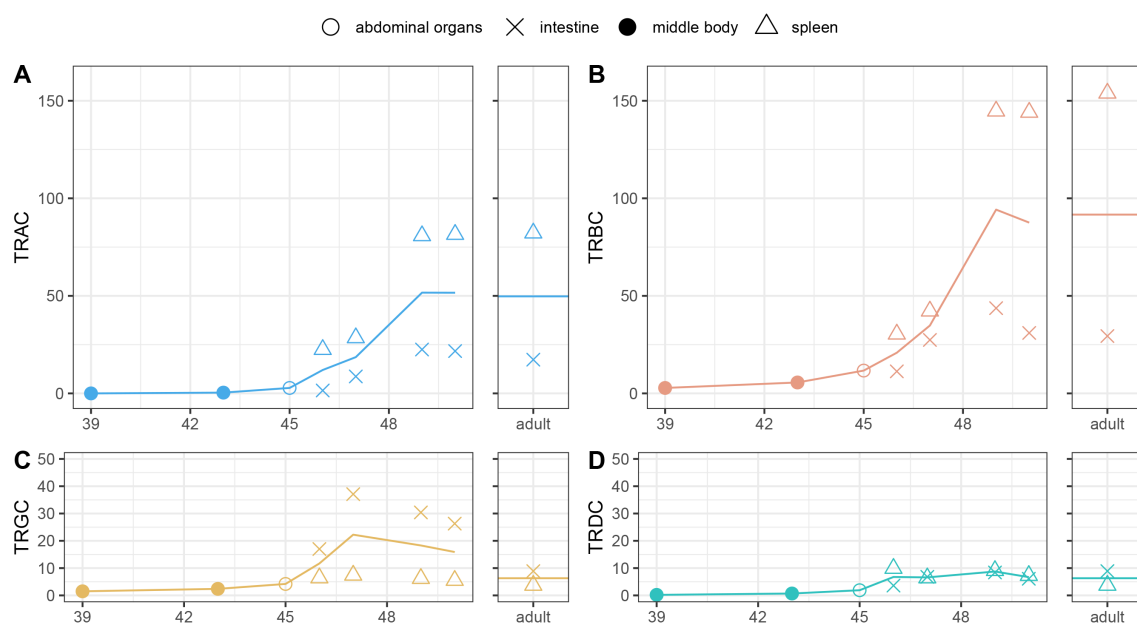 abdominal organs intestine middle body spleen
A B
150 150
100 100
50 50
0 0
TRAC TRBC
39 42 45 48 adult 39 42 45 48 adult
C D
50 50
40 40
30 30
20 20
10 10
0 0
TRGC TRDC
39 42 45 48 adult 39 42 45 48 adult